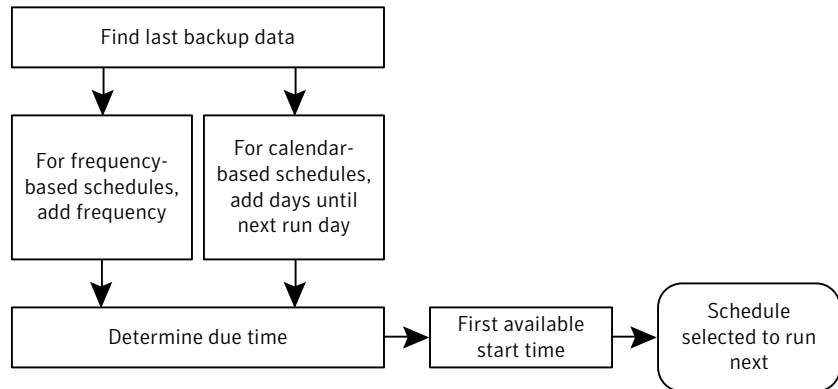 Find last backup data
For frequency-
based schedules,
add frequency
For calendar-
based schedules,
add days until
next run day
Determine due time
First available
start time
Schedule
selected to run
next